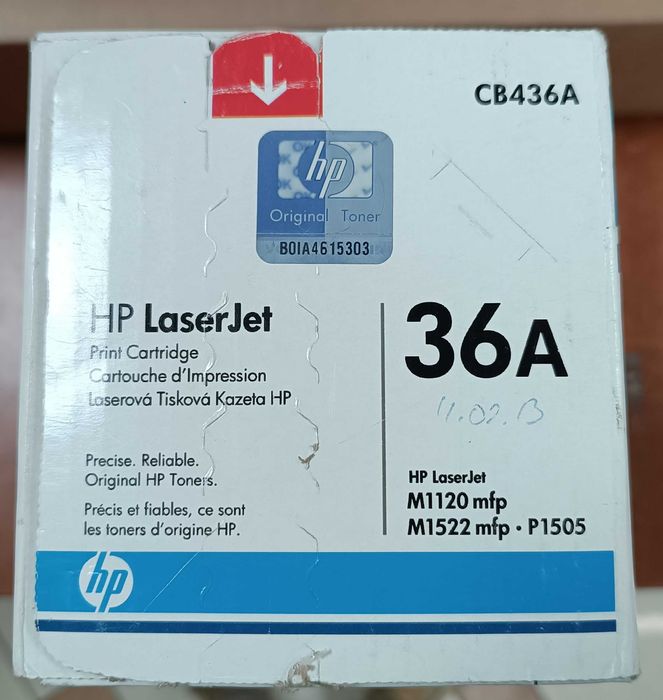 CB436A
hp
Original Toner
B01A4615303
HP LaserJet
Print Cartridge
Cartouche d'Impression
Laserová Tisková Kazeta HP
Precise. Reliable.
Original HP Toners.
Précis et fiables, ce sont
les toners d'origine HP.
36A
11.02.13
HP LaserJet
M1120 mfp
M1522 mfp • P1505
hp